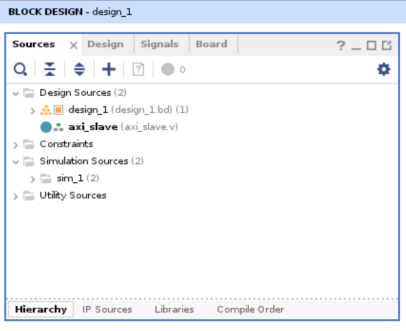 BLOCK DESIGN - design_1
Sources × Design Signals Board ? _
0
Design Sources (2)
design_1 (design_1.bd) (1)
axi_slave (axi_slave.v)
Constraints
Simulation Sources (2)
sim_1 (2)
Utility Sources
Hierarchy IP Sources Libraries Compile Order